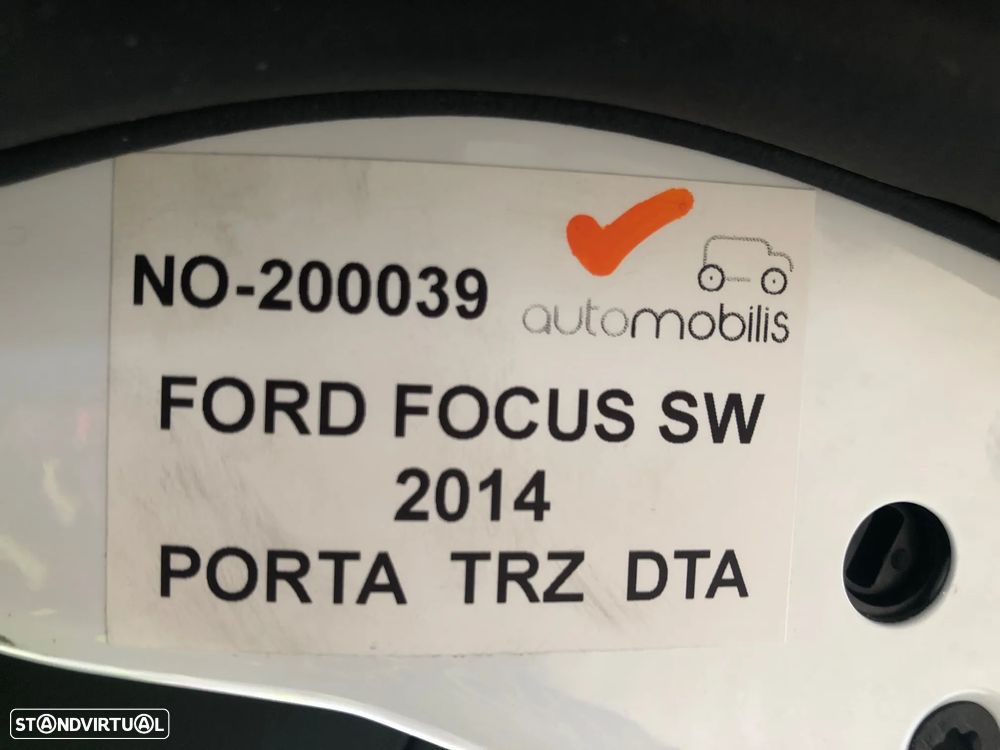 NO-200039
automobilis
FORD FOCUS SW
2014
PORTA TRZ DTA
STANDVIRTUAL